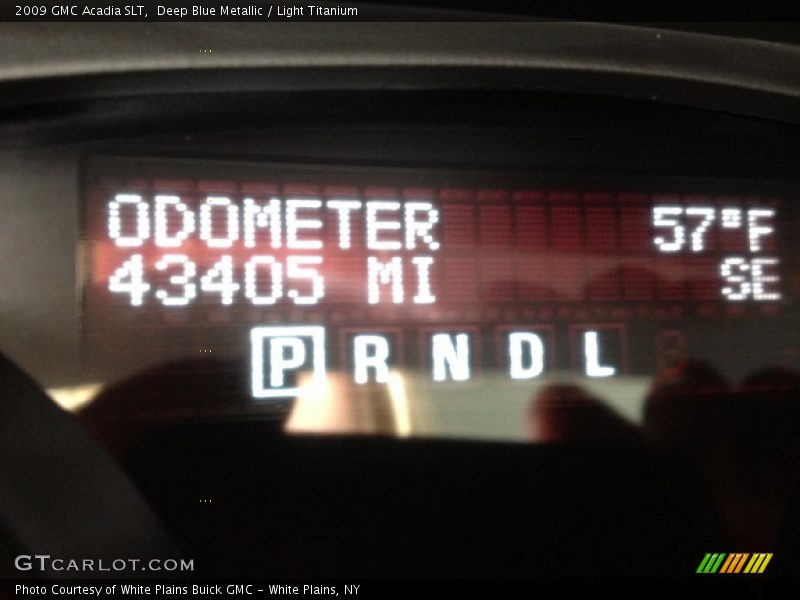 2009 GMC Acadia SLT, Deep Blue Metallic / Light Titanium
ODOMETER 57°F
43405 MI SE
P R N D L
GTCARLOT.COM
Photo Courtesy of White Plains Buick GMC - White Plains, NY